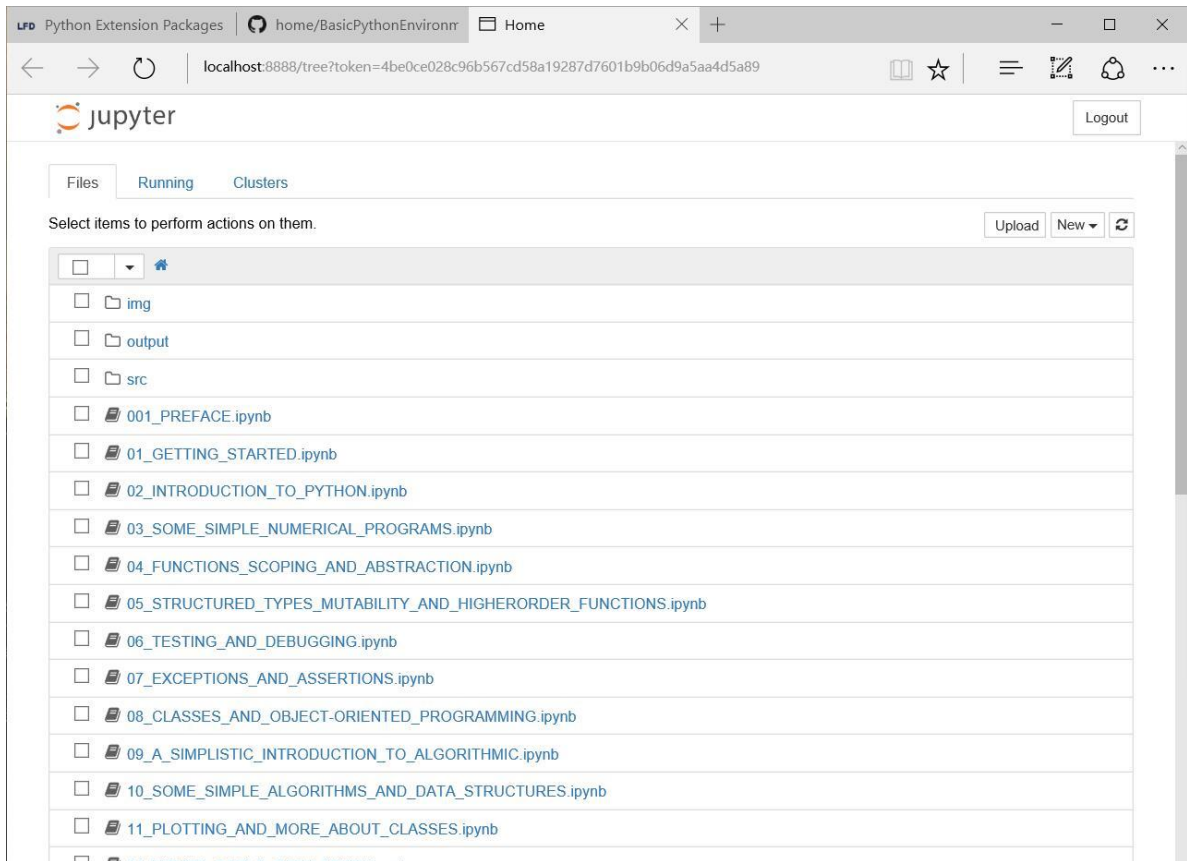 LFD Python Extension Packages home/BasicPythonEnvironm Home
localhost:8888/tree?token=4be0ce028c96b567cd58a19287d7601b9b06d9a5aa4d5a89
jupyter Logout
Files Running Clusters
Select items to perform actions on them. Upload New
img
output
src
001_PREFACE.ipynb
01_GETTING_STARTED.ipynb
02_INTRODUCTION_TO_PYTHON.ipynb
03_SOME_SIMPLE_NUMERICAL_PROGRAMS.ipynb
04_FUNCTIONS_SCOPING_AND_ABSTRACTION.ipynb
05_STRUCTURED_TYPES_MUTABILITY_AND_HIGHERORDER_FUNCTIONS.ipynb
06_TESTING_AND_DEBUGGING.ipynb
07_EXCEPTIONS_AND_ASSERTIONS.ipynb
08_CLASSES_AND_OBJECT-ORIENTED_PROGRAMMING.ipynb
09_A_SIMPLISTIC_INTRODUCTION_TO_ALGORITHMIC.ipynb
10_SOME_SIMPLE_ALGORITHMS_AND_DATA_STRUCTURES.ipynb
11_PLOTTING_AND_MORE_ABOUT_CLASSES.ipynb